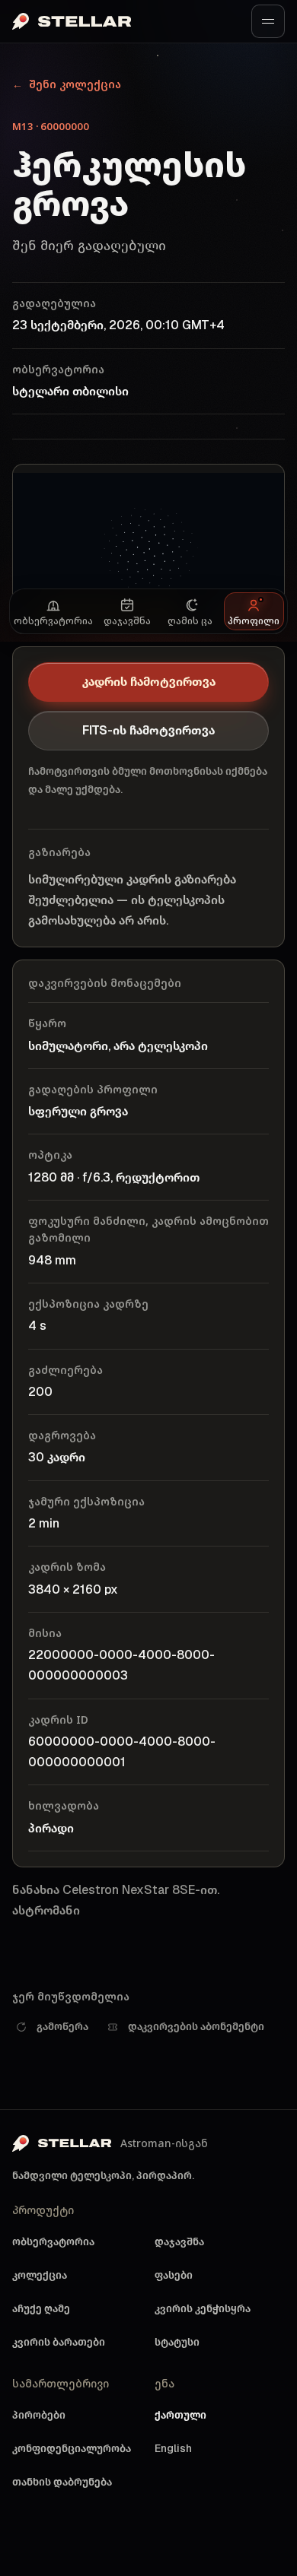 STELLAR
← შენი კოლექცია
M13 · 60000000
ჰერკულესის
გროვა
შენ მიერ გადაღებული
გადაღებულია
23 სექტემბერი, 2026, 00:10 GMT+4
ობსერვატორია
სტელარი თბილისი
ობსერვატორია
დაჯავშნა
ღამის ცა
პროფილი
კადრის ჩამოტვირთვა
FITS-ის ჩამოტვირთვა
ჩამოტვირთვის ბმული მოთხოვნისას იქმნება
და მალე უქმდება.
გაზიარება
სიმულირებული კადრის გაზიარება
შეუძლებელია — ის ტელესკოპის
გამოსახულება არ არის.
დაკვირვების მონაცემები
წყარო
სიმულატორი, არა ტელესკოპი
გადაღების პროფილი
სფერული გროვა
ოპტიკა
1280 მმ · f/6.3, რედუქტორით
ფოკუსური მანძილი, კადრის ამოცნობით
გაზომილი
948 mm
ექსპოზიცია კადრზე
4 s
გაძლიერება
200
დაგროვება
30 კადრი
ჯამური ექსპოზიცია
2 min
კადრის ზომა
3840 × 2160 px
მისია
22000000-0000-4000-8000-
000000000003
კადრის ID
60000000-0000-4000-8000-
000000000001
ხილვადობა
პირადი
ნანახია Celestron NexStar 8SE-ით.
ასტრომანი
ჯერ მიუწვდომელია
გამოწერა
დაკვირვების აბონემენტი
STELLAR Astroman-ისგან
ნამდვილი ტელესკოპი, პირდაპირ.
პროდუქტი
ობსერვატორია
დაჯავშნა
კოლექცია
ფასები
აჩუქე ღამე
კვირის კენჭისყრა
კვირის ბარათები
სტატუსი
სამართლებრივი
ენა
პირობები
ქართული
კონფიდენციალურობა
English
თანხის დაბრუნება